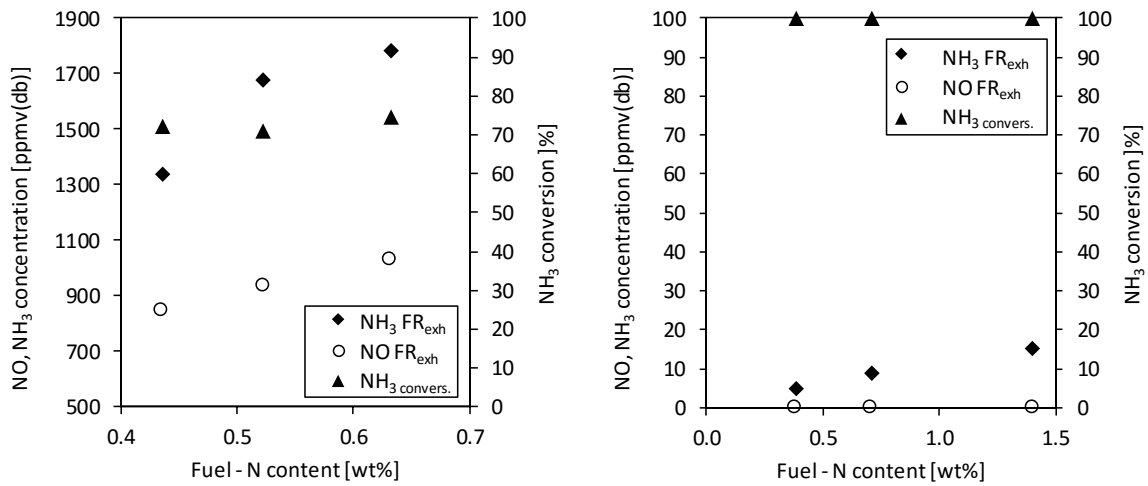 NO, NH3 concentration [ppmv(db)]
1900
1700
1500
1300
1100
900
700
500
100
90
80
70
60
50
40
30
20
10
0
NH3 conversion ]%]
NH3 FRexh
NO FRexh
NH3 convers.
0.4 0.5 0.6 0.7
Fuel - N content [wt%]
NO, NH3 concentration [ppmv(db)]
100
90
80
70
60
50
40
30
20
10
0
100
90
80
70
60
50
40
30
20
10
0
NH3 conversion ]%]
NH3 FRexh
NO FRexh
NH3 convers.
0.0 0.5 1.0 1.5
Fuel - N content [wt%]